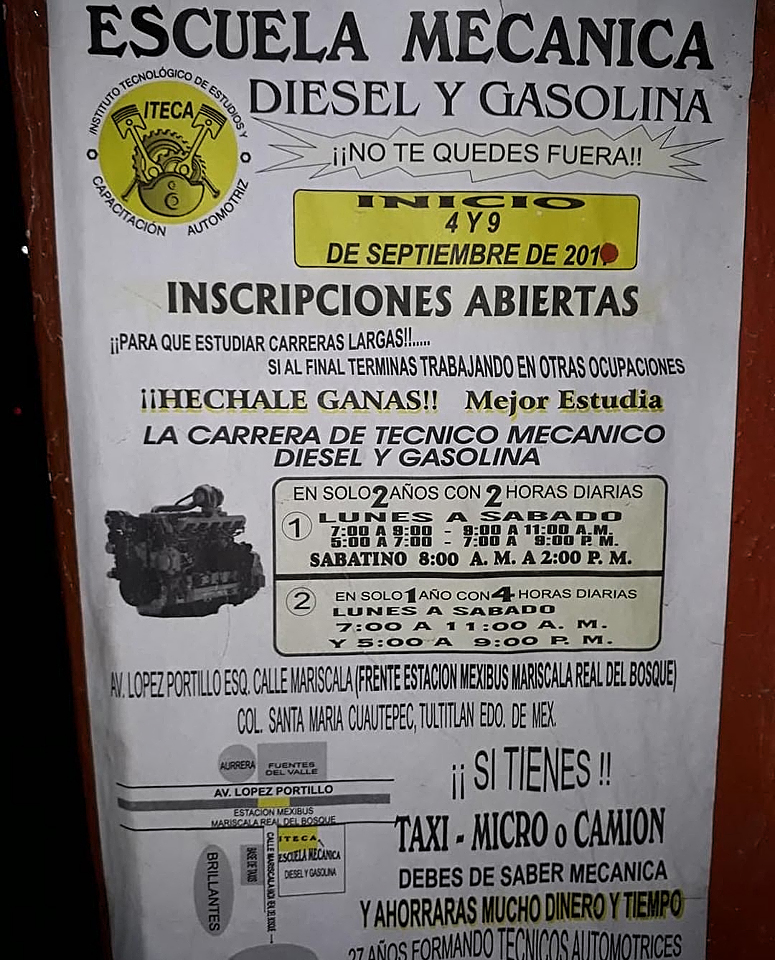 ESCUELA MECANICA
DIESEL Y GASOLINA
INSTITUTO TECNOLÓGICO DE ESTUDIOS Y
ITECA
CAPACITACIÓN AUTOMOTRIZ
¡¡NO TE QUEDES FUERA!!
INICIO
4 Y 9
DE SEPTIEMBRE DE 201
INSCRIPCIONES ABIERTAS
¡¡PARA QUE ESTUDIAR CARRERAS LARGAS!!.....
SI AL FINAL TERMINAS TRABAJANDO EN OTRAS OCUPACIONES
¡¡HECHALE GANAS!! Mejor Estudia
LA CARRERA DE TECNICO MECANICO
DIESEL Y GASOLINA
EN SOLO 2 AÑOS CON 2 HORAS DIARIAS
1 LUNES A SABADO
7:00 A 9:00 - 9:00 A 11:00 A.M.
5:00 A 7:00 - 7:00 A 9:00 P. M.
SABATINO 8:00 A. M. A 2:00 P. M.
2 EN SOLO 1 AÑO CON 4 HORAS DIARIAS
LUNES A SABADO
7:00 A 11:00 A. M.
Y 5:00 A 9:00 P. M.
AV. LOPEZ PORTILLO ESQ. CALLE MARISCALA (FRENTE ESTACION MEXIBUS MARISCALA REAL DEL BOSQUE)
COL. SANTA MARIA CUAUTEPEC, TULTITLAN EDO. DE MEX.
AURRERA
FUENTES
DEL VALLE
AV. LOPEZ PORTILLO
ESTACIÓN MEXIBUS
MARISCALA REAL DEL BOSQUE
BRILLANTES
BASE DE TAXIS
CALLE MARISCALA
ITECA
ESCUELA MECÁNICA
DIESEL Y GASOLINA
¡¡ SI TIENES !!
TAXI - MICRO o CAMION
DEBES DE SABER MECANICA
Y AHORRARAS MUCHO DINERO Y TIEMPO
27 AÑOS FORMANDO TECNICOS AUTOMOTRICES